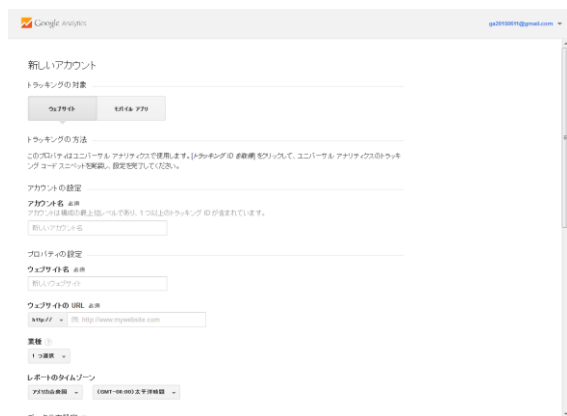 Google Analytics
新しいアカウント
トラッキングの対象
ウェブサイト
モバイル アプリ
トラッキングの方法
このプロパティはユニバーサル アナリティクスで使用します。[トラッキング ID を取得] をクリックして、ユニバーサル アナリティクスのトラッキ
ング コード スニペットを実装し、設定を完了してください。
アカウントの設定
アカウント名 必須
アカウントは構成の最上位レベルであり、1 つ以上のトラッキング ID が含まれています。
新しいアカウント名
プロパティの設定
ウェブサイト名 必須
新しいウェブサイト
ウェブサイトの URL 必須
http:// 例: http://www.mywebsite.com
業種
1 つ選択
レポートのタイムゾーン
アメリカ合衆国 (GMT-08:00) 太平洋時間